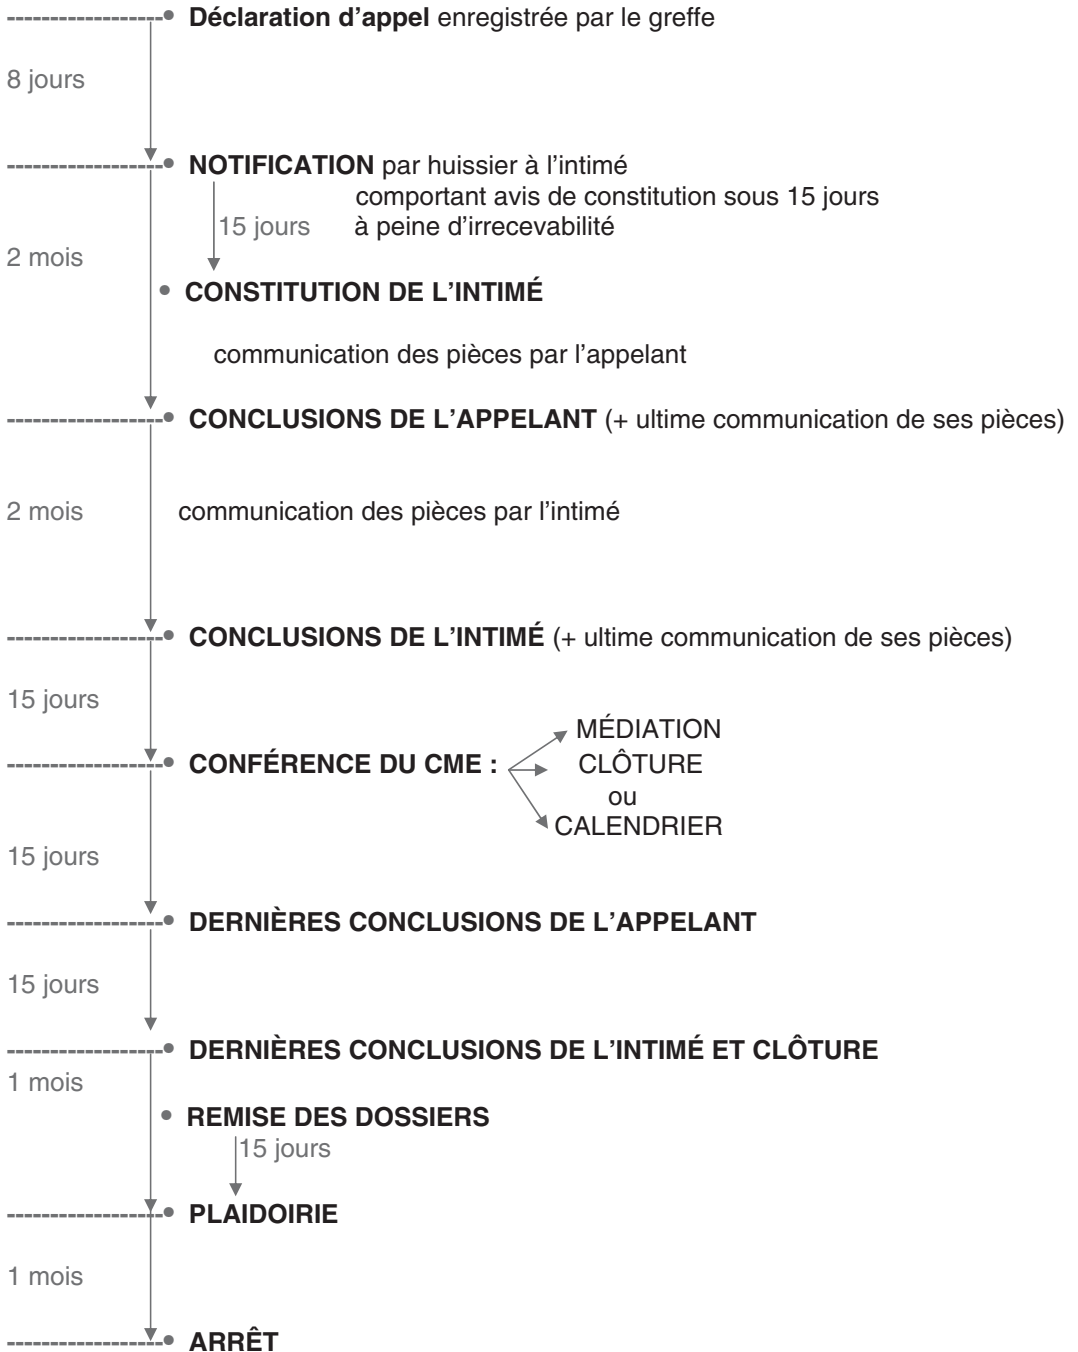 Déclaration d'appel enregistrée par le greffe
8 jours
NOTIFICATION par huissier à l'intimé
comportant avis de constitution sous 15 jours
15 jours à peine d'irrecevabilité
2 mois
CONSTITUTION DE L'INTIMÉ
communication des pièces par l'appelant
CONCLUSIONS DE L'APPELANT (+ ultime communication de ses pièces)
2 mois communication des pièces par l'intimé
CONCLUSIONS DE L'INTIMÉ (+ ultime communication de ses pièces)
15 jours
MÉDIATION
CONFÉRENCE DU CME : CLÔTURE
ou
CALENDRIER
15 jours
DERNIÈRES CONCLUSIONS DE L'APPELANT
15 jours
DERNIÈRES CONCLUSIONS DE L'INTIMÉ ET CLÔTURE
1 mois
REMISE DES DOSSIERS
15 jours
PLAIDOIRIE
1 mois
ARRÊT